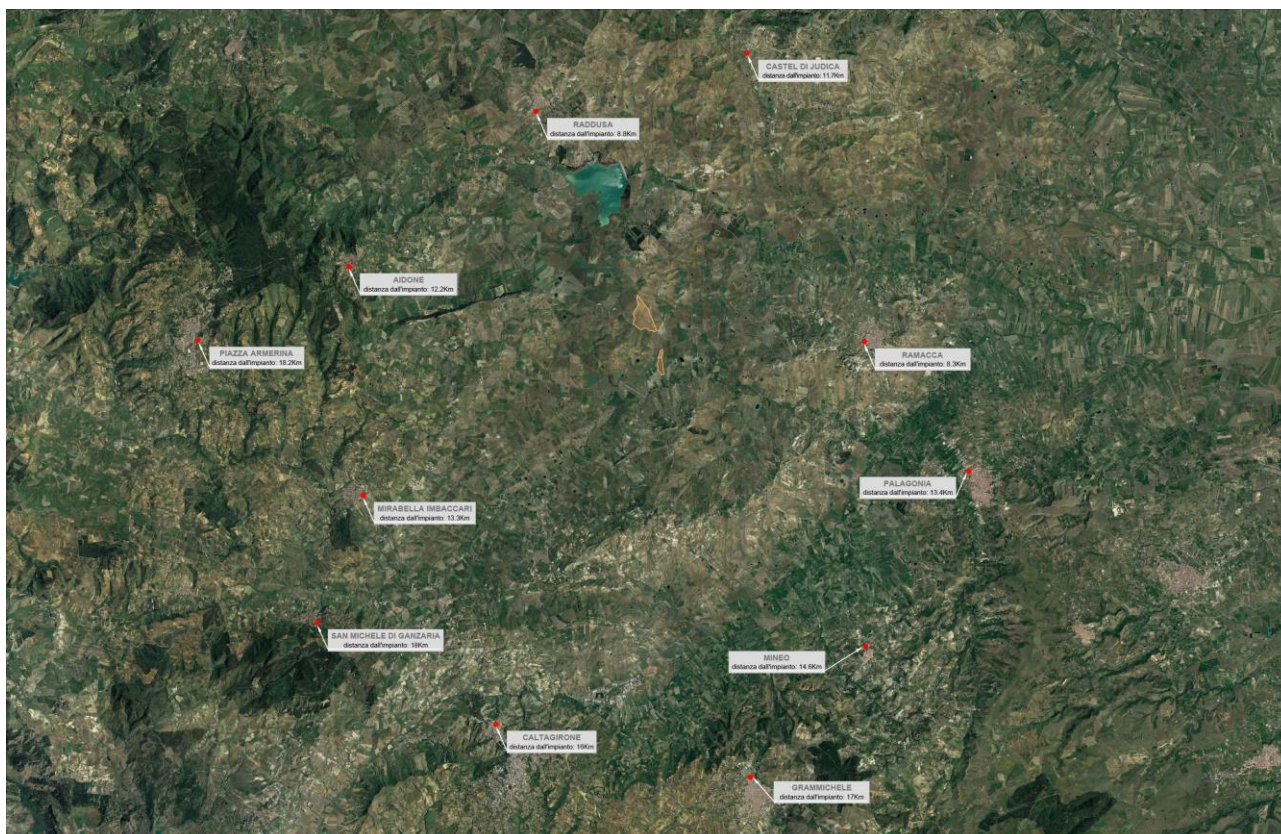 CASTEL DI JUDICA
distanza dall'impianto: 11.7Km
RADDUSA
distanza dall'impianto: 8.8Km
AIDONE
distanza dall'impianto: 12.2Km
PIAZZA ARMERINA
distanza dall'impianto: 18.2Km
RAMACCA
distanza dall'impianto: 8.3Km
PALAGONIA
distanza dall'impianto: 13.4Km
MIRABELLA IMBACCARI
distanza dall'impianto: 13.3Km
SAN MICHELE DI GANZARIA
distanza dall'impianto: 18Km
MINEO
distanza dall'impianto: 14.6Km
CALTAGIRONE
distanza dall'impianto: 16Km
GRAMMICHELE
distanza dall'impianto: 17Km